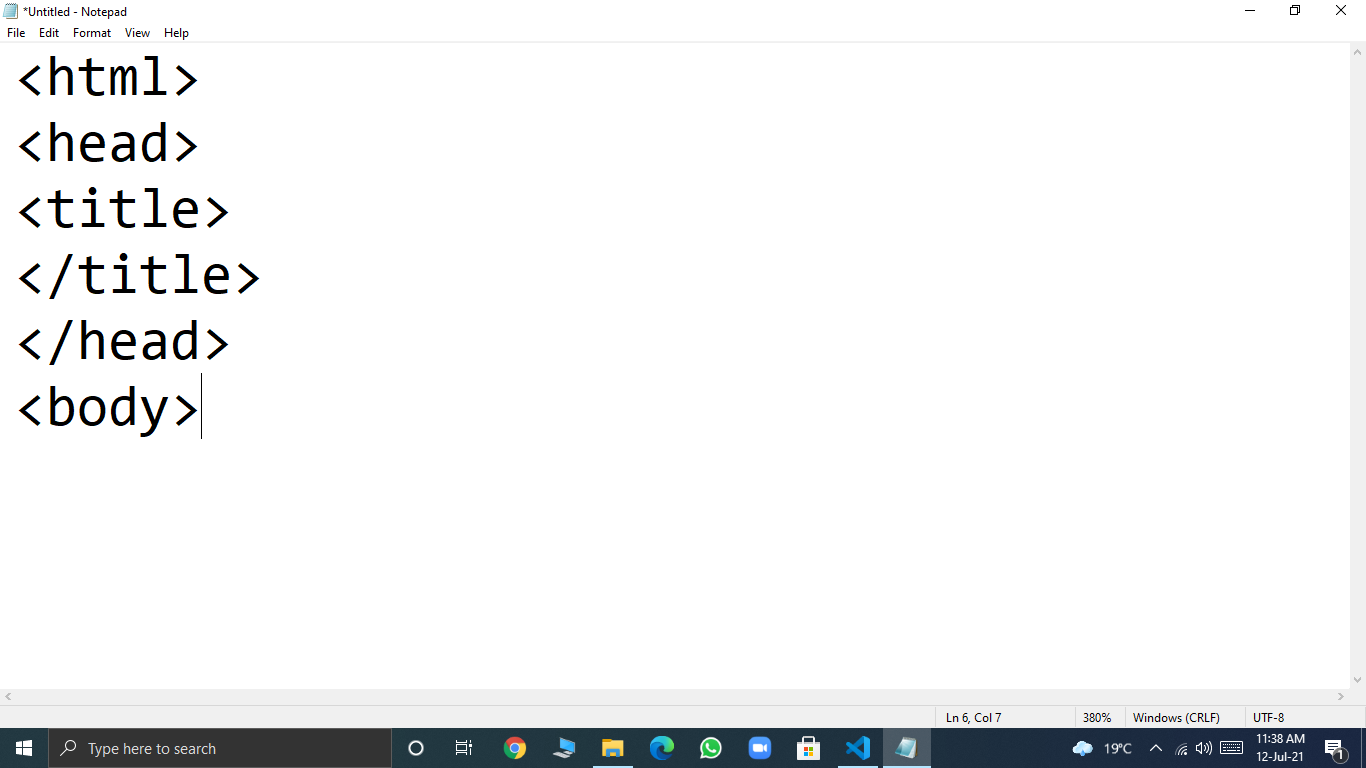 *Untitled - Notepad
File Edit Format View Help
<html>
<head>
<title>
</title>
</head>
<body>
Ln 6, Col 7 380% Windows (CRLF) UTF-8
Type here to search 19°C 11:38 AM
12-Jul-21 1